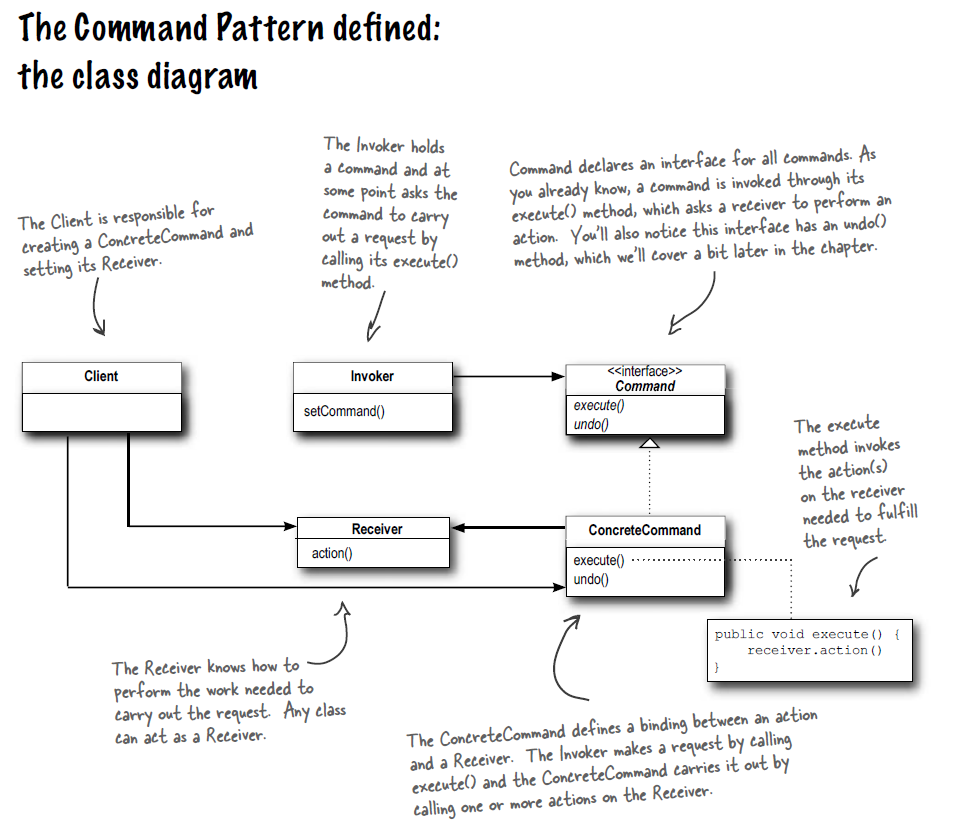 The Command Pattern defined:
the class diagram
The Client is responsible for
creating a ConcreteCommand and
setting its Receiver.
The Invoker holds
a command and at
some point asks the
command to carry
out a request by
calling its execute()
method.
Command declares an interface for all commands. As
you already know, a command is invoked through its
execute() method, which asks a receiver to perform an
action. You'll also notice this interface has an undo()
method, which we'll cover a bit later in the chapter.
Client
Invoker
setCommand()
<<interface>>
Command
execute()
undo()
The execute
method invokes
the action(s)
on the receiver
needed to fulfill
the request.
Receiver
action()
ConcreteCommand
execute()
undo()
public void execute() {
receiver.action()
}
The Receiver knows how to
perform the work needed to
carry out the request. Any class
can act as a Receiver.
The ConcreteCommand defines a binding between an action
and a Receiver. The Invoker makes a request by calling
execute() and the ConcreteCommand carries it out by
calling one or more actions on the Receiver.